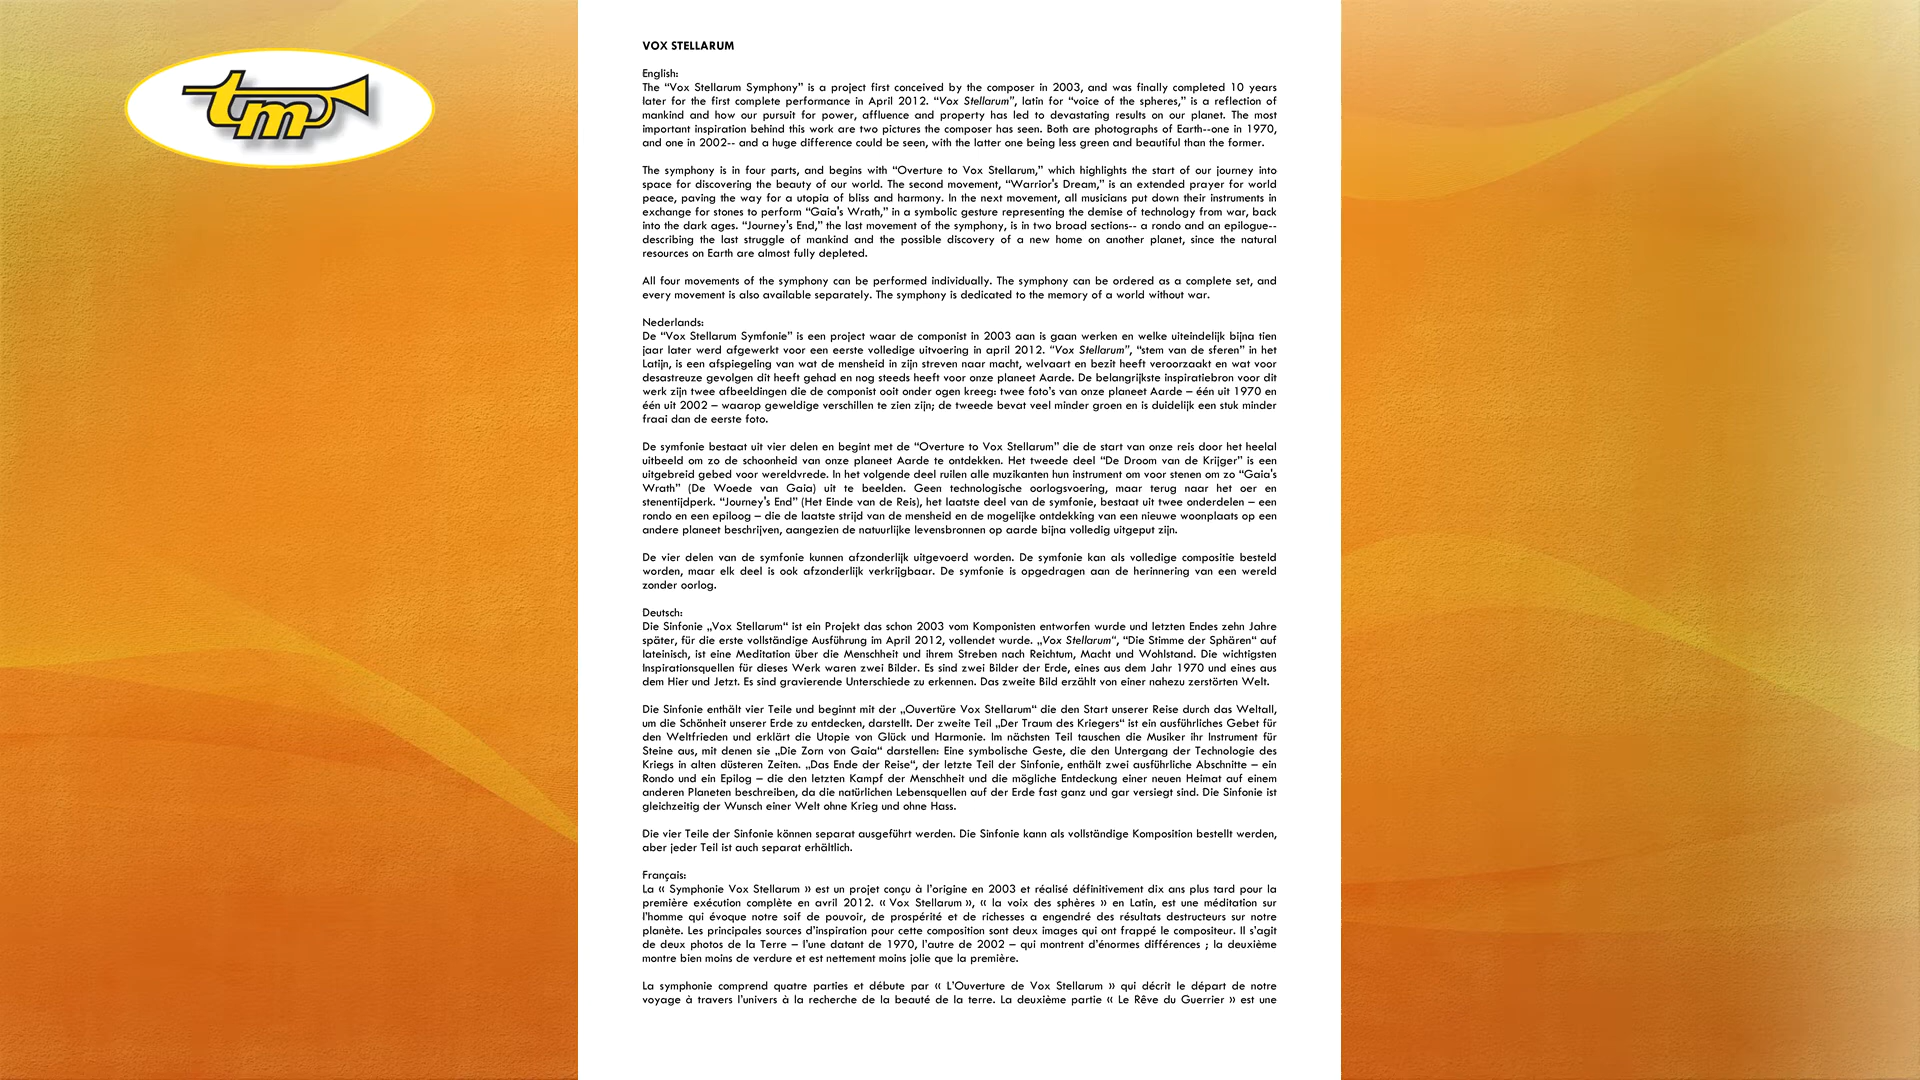 tm
VOX STELLARUM
English:
The “Vox Stellarum Symphony” is a project first conceived by the composer in 2003, and was finally completed 10 years
later for the first complete performance in April 2012. “Vox Stellarum”, latin for “voice of the spheres,” is a reflection of
mankind and how our pursuit for power, affluence and property has led to devastating results on our planet. The most
important inspiration behind this work are two pictures the composer has seen. Both are photographs of Earth--one in 1970,
and one in 2002-- and a huge difference could be seen, with the latter one being less green and beautiful than the former.
The symphony is in four parts, and begins with “Overture to Vox Stellarum,” which highlights the start of our journey into
space for discovering the beauty of our world. The second movement, “Warrior's Dream,” is an extended prayer for world
peace, paving the way for a utopia of bliss and harmony. In the next movement, all musicians put down their instruments in
exchange for stones to perform “Gaia's Wrath,” in a symbolic gesture representing the demise of technology from war, back
into the dark ages. “Journey's End,” the last movement of the symphony, is in two broad sections-- a rondo and an epilogue--
describing the last struggle of mankind and the possible discovery of a new home on another planet, since the natural
resources on Earth are almost fully depleted.
All four movements of the symphony can be performed individually. The symphony can be ordered as a complete set, and
every movement is also available separately. The symphony is dedicated to the memory of a world without war.
Nederlands:
De “Vox Stellarum Symfonie” is een project waar de componist in 2003 aan is gaan werken en welke uiteindelijk bijna tien
jaar later werd afgewerkt voor een eerste volledige uitvoering in april 2012. “Vox Stellarum”, “stem van de sferen” in het
Latijn, is een afspiegeling van wat de mensheid in zijn streven naar macht, welvaart en bezit heeft veroorzaakt en wat voor
desastreuze gevolgen dit heeft gehad en nog steeds heeft voor onze planeet Aarde. De belangrijkste inspiratiebron voor dit
werk zijn twee afbeeldingen die de componist ooit onder ogen kreeg: twee foto's van onze planeet Aarde – één uit 1970 en
één uit 2002 – waarop geweldige verschillen te zien zijn; de tweede bevat veel minder groen en is duidelijk een stuk minder
fraai dan de eerste foto.
De symfonie bestaat uit vier delen en begint met de “Overture to Vox Stellarum” die de start van onze reis door het heelal
uitbeeld om zo de schoonheid van onze planeet Aarde te ontdekken. Het tweede deel “De Droom van de Krijger” is een
uitgebreid gebed voor wereldvrede. In het volgende deel ruilen alle muzikanten hun instrument om voor stenen om zo “Gaia's
Wrath” (De Woede van Gaia) uit te beelden. Geen technologische oorlogsvoering, maar terug naar het oer en
stenentijdperk. “Journey's End” (Het Einde van de Reis), het laatste deel van de symfonie, bestaat uit twee onderdelen – een
rondo en een epiloog – die de laatste strijd van de mensheid en de mogelijke ontdekking van een nieuwe woonplaats op een
andere planeet beschrijven, aangezien de natuurlijke levensbronnen op aarde bijna volledig uitgeput zijn.
De vier delen van de symfonie kunnen afzonderlijk uitgevoerd worden. De symfonie kan als volledige compositie besteld
worden, maar elk deel is ook afzonderlijk verkrijgbaar. De symfonie is opgedragen aan de herinnering van een wereld
zonder oorlog.
Deutsch:
Die Sinfonie „Vox Stellarum“ ist ein Projekt das schon 2003 vom Komponisten entworfen wurde und letzten Endes zehn Jahre
später, für die erste vollständige Ausführung im April 2012, vollendet wurde. „Vox Stellarum“, “Die Stimme der Sphären“ auf
lateinisch, ist eine Meditation über die Menschheit und ihrem Streben nach Reichtum, Macht und Wohlstand. Die wichtigsten
Inspirationsquellen für dieses Werk waren zwei Bilder. Es sind zwei Bilder der Erde, eines aus dem Jahr 1970 und eines aus
dem Hier und Jetzt. Es sind gravierende Unterschiede zu erkennen. Das zweite Bild erzählt von einer nahezu zerstörten Welt.
Die Sinfonie enthält vier Teile und beginnt mit der „Ouvertüre Vox Stellarum“ die den Start unserer Reise durch das Weltall,
um die Schönheit unserer Erde zu entdecken, darstellt. Der zweite Teil „Der Traum des Kriegers“ ist ein ausführliches Gebet für
den Weltfrieden und erklärt die Utopie von Glück und Harmonie. Im nächsten Teil tauschen die Musiker ihr Instrument für
Steine aus, mit denen sie „Die Zorn von Gaia“ darstellen: Eine symbolische Geste, die den Untergang der Technologie des
Kriegs in alten düsteren Zeiten. „Das Ende der Reise“, der letzte Teil der Sinfonie, enthält zwei ausführliche Abschnitte – ein
Rondo und ein Epilog – die den letzten Kampf der Menschheit und die mögliche Entdeckung einer neuen Heimat auf einem
anderen Planeten beschreiben, da die natürlichen Lebensquellen auf der Erde fast ganz und gar versiegt sind. Die Sinfonie ist
gleichzeitig der Wunsch einer Welt ohne Krieg und ohne Hass.
Die vier Teile der Sinfonie können separat ausgeführt werden. Die Sinfonie kann als vollständige Komposition bestellt werden,
aber jeder Teil ist auch separat erhältlich.
Français:
La « Symphonie Vox Stellarum » est un projet conçu à l'origine en 2003 et réalisé définitivement dix ans plus tard pour la
première exécution complète en avril 2012. « Vox Stellarum », « la voix des sphères » en Latin, est une méditation sur
l'homme qui évoque notre soif de pouvoir, de prospérité et de richesses a engendré des résultats destructeurs sur notre
planète. Les principales sources d'inspiration pour cette composition sont deux images qui ont frappé le compositeur. Il s'agit
de deux photos de la Terre – l'une datant de 1970, l'autre de 2002 – qui montrent d'énormes différences ; la deuxième
montre bien moins de verdure et est nettement moins jolie que la première.
La symphonie comprend quatre parties et débute par « L'Ouverture de Vox Stellarum » qui décrit le départ de notre
voyage à travers l'univers à la recherche de la beauté de la terre. La deuxième partie « Le Rêve du Guerrier » est une